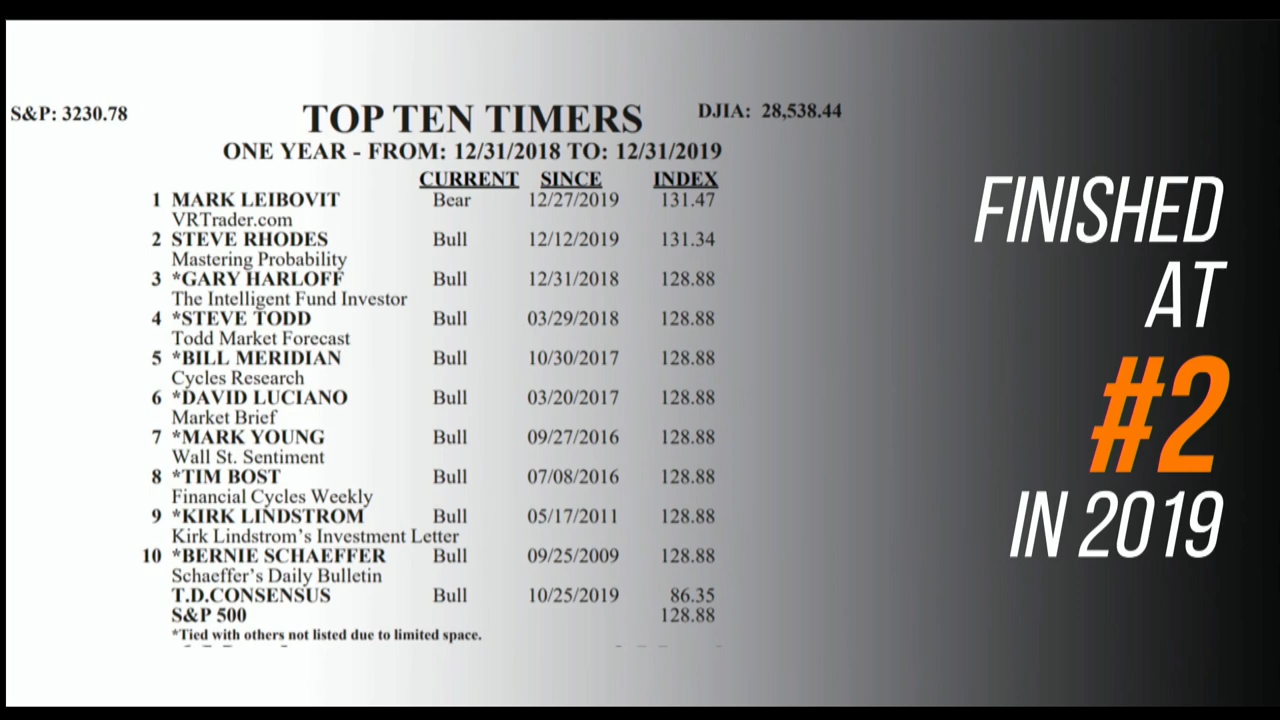 S&P: 3230.78
TOP TEN TIMERS
DJIA: 28,538.44
ONE YEAR - FROM: 12/31/2018 TO: 12/31/2019
CURRENT SINCE INDEX
1 MARK LEIBOVIT Bear 12/27/2019 131.47
VRTrader.com
2 STEVE RHODES Bull 12/12/2019 131.34
Mastering Probability
3 *GARY HARLOFF Bull 12/31/2018 128.88
The Intelligent Fund Investor
4 *STEVE TODD Bull 03/29/2018 128.88
Todd Market Forecast
5 *BILL MERIDIAN Bull 10/30/2017 128.88
Cycles Research
6 *DAVID LUCIANO Bull 03/20/2017 128.88
Market Brief
7 *MARK YOUNG Bull 09/27/2016 128.88
Wall St. Sentiment
8 *TIM BOST Bull 07/08/2016 128.88
Financial Cycles Weekly
9 *KIRK LINDSTROM Bull 05/17/2011 128.88
Kirk Lindstrom's Investment Letter
10 *BERNIE SCHAEFFER Bull 09/25/2009 128.88
Schaeffer's Daily Bulletin
T.D.CONSENSUS Bull 10/25/2019 86.35
S&P 500 128.88
*Tied with others not listed due to limited space.
FINISHED
AT
#2
IN 2019